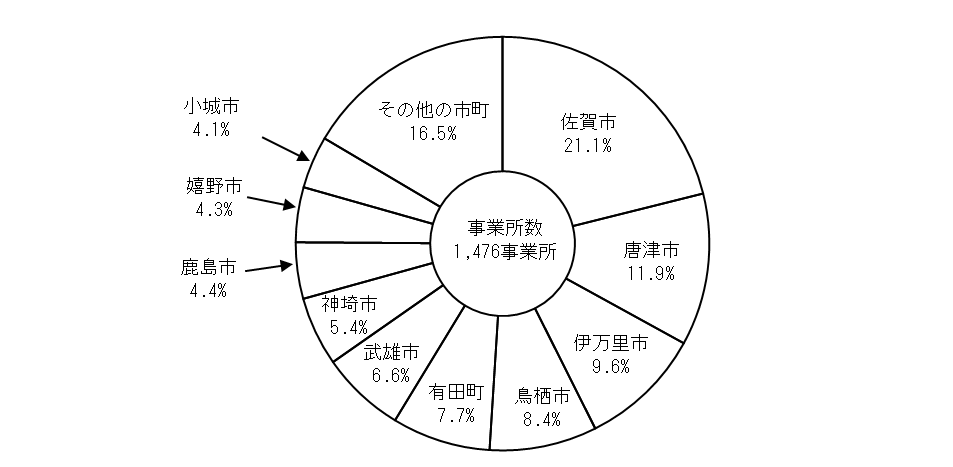 佐賀市
21.1%
唐津市
11.9%
伊万里市
9.6%
鳥栖市
8.4%
有田町
7.7%
武雄市
6.6%
神埼市
5.4%
鹿島市
4.4%
嬉野市
4.3%
小城市
4.1%
その他の市町
16.5%
事業所数
1,476事業所